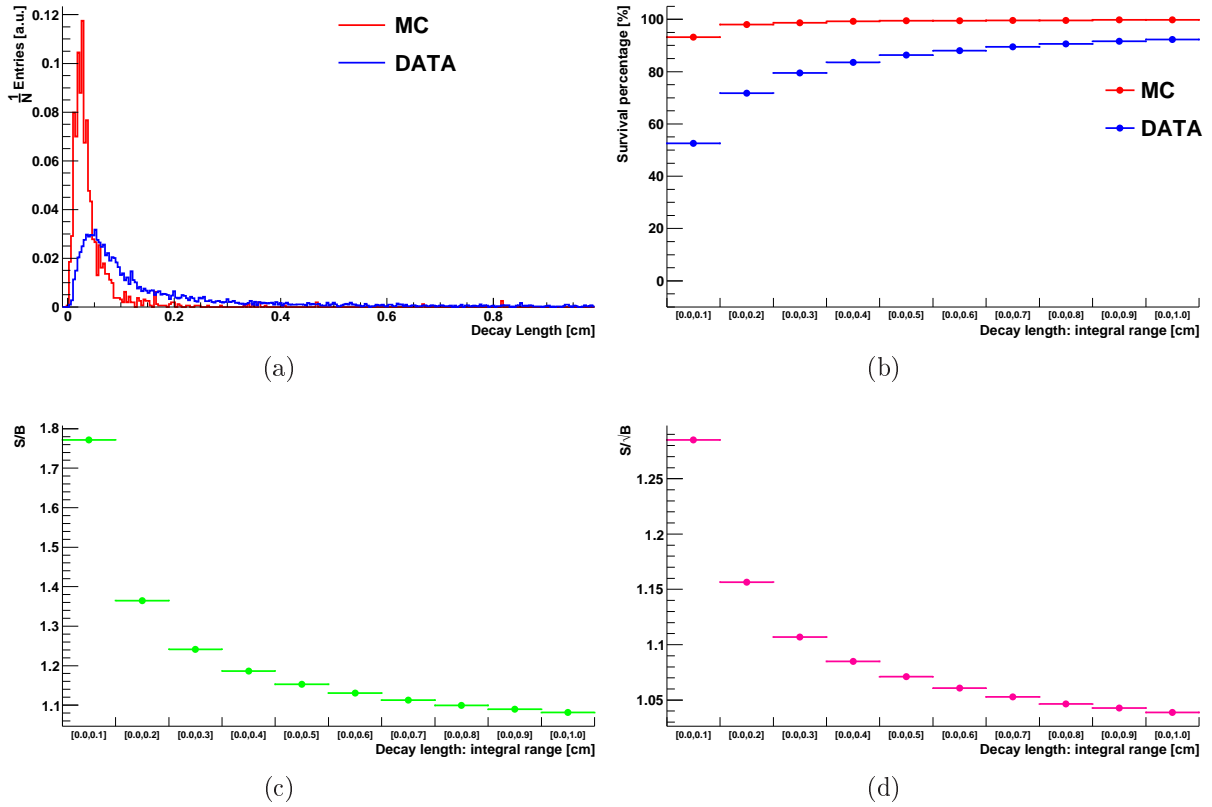 1/N Entries [a.u.]
0.12
0.1
0.08
0.06
0.04
0.02
0
MC
DATA
0 0.2 0.4 0.6 0.8
Decay Length [cm]
(a)
Survival percentage [%]
100
80
60
40
20
0
MC
DATA
[0.0,0.1] [0.0,0.2] [0.0,0.3] [0.0,0.4] [0.0,0.5] [0.0,0.6] [0.0,0.7] [0.0,0.8] [0.0,0.9] [0.0,1.0]
Decay length: integral range [cm]
(b)
S/B
1.8
1.7
1.6
1.5
1.4
1.3
1.2
1.1
[0.0,0.1] [0.0,0.2] [0.0,0.3] [0.0,0.4] [0.0,0.5] [0.0,0.6] [0.0,0.7] [0.0,0.8] [0.0,0.9] [0.0,1.0]
Decay length: integral range [cm]
(c)
S/√B
1.25
1.2
1.15
1.1
1.05
[0.0,0.1] [0.0,0.2] [0.0,0.3] [0.0,0.4] [0.0,0.5] [0.0,0.6] [0.0,0.7] [0.0,0.8] [0.0,0.9] [0.0,1.0]
Decay length: integral range [cm]
(d)